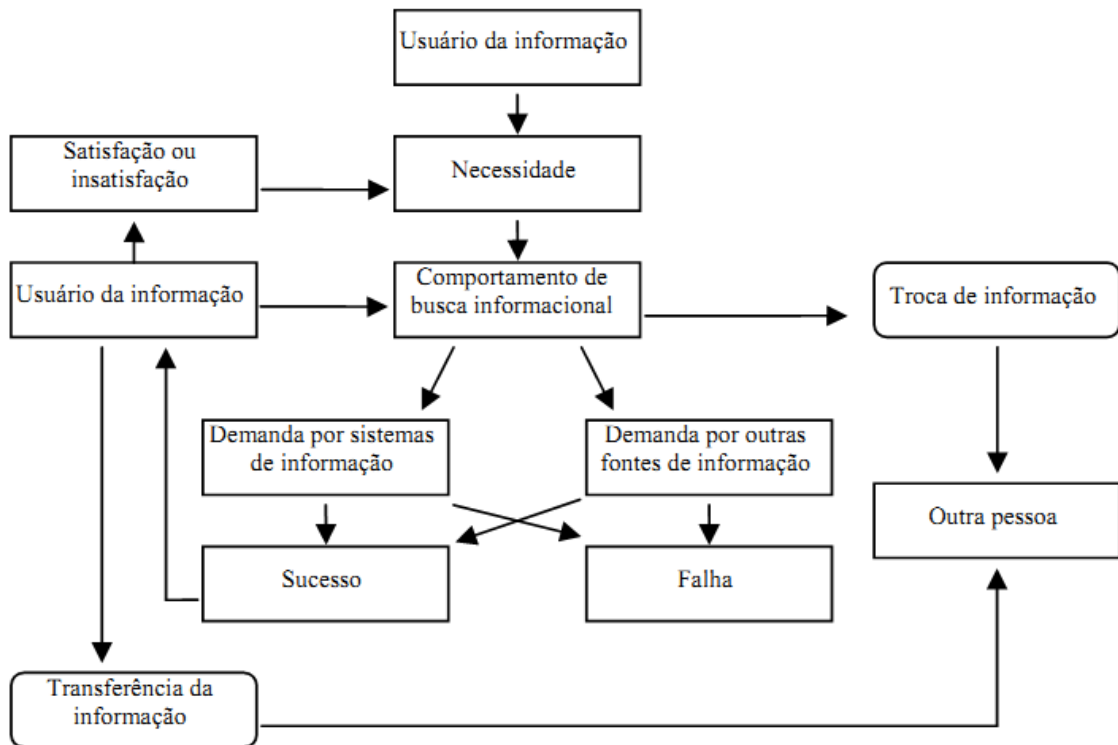 Usuário da informação
Satisfação ou
insatisfação
Necessidade
Usuário da informação
Comportamento de
busca informacional
Troca de informação
Demanda por sistemas
de informação
Demanda por outras
fontes de informação
Outra pessoa
Sucesso
Falha
Transferência da
informação